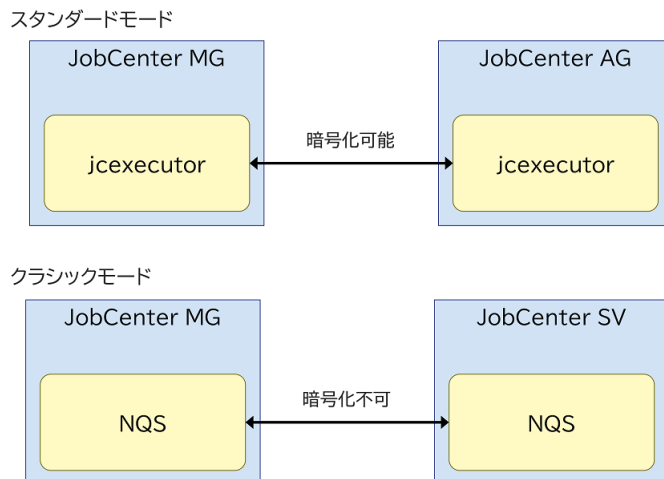 スタンダードモード
JobCenter MG
JobCenter AG
jcexecutor
暗号化可能
jcexecutor
クラシックモード
JobCenter MG
JobCenter SV
NQS
暗号化不可
NQS